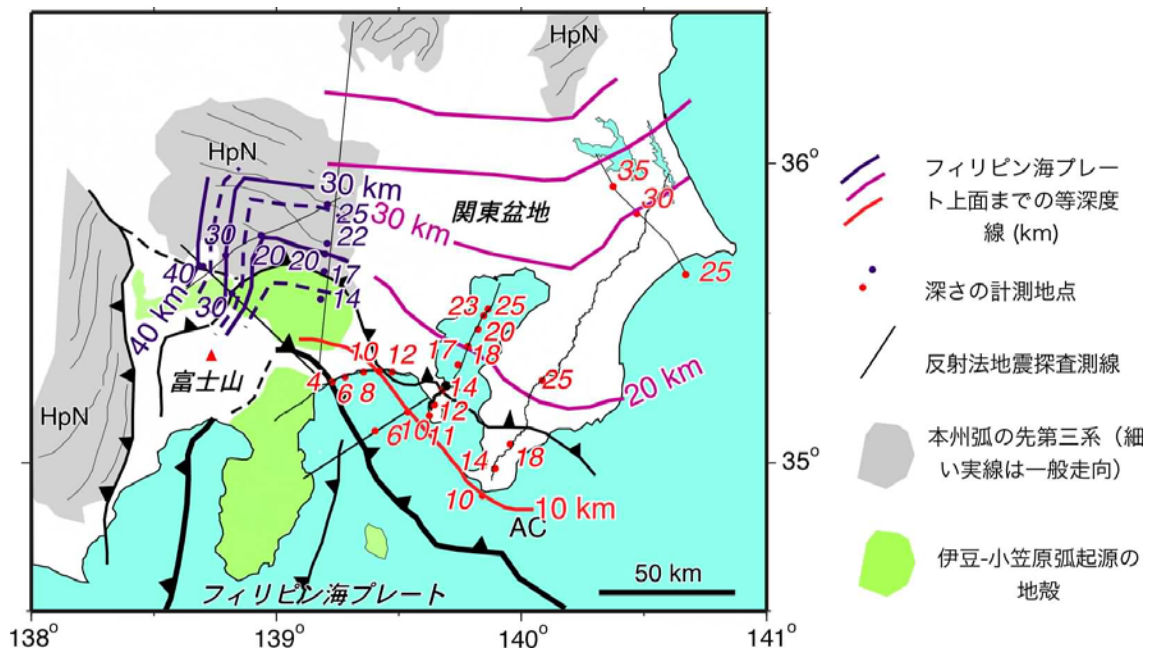 HpN
HpN
36°
フィリピン海プレー
ト上面までの等深度
線 (km)
深さの計測地点
反射法地震探査測線
本州弧の先第三系（細
い実線は一般走向）
伊豆-小笠原弧起源の
地殻
35
30
30 km
25
30 km
関東盆地
22
30
20
20
17
40
25
14
30
40 km
23
25
20
10
12
17
18
富士山
4
6
8
14
25
20 km
HpN
12
6
10
11
35°
14
18
10
10 km
AC
50 km
フィリピン海プレート
138°
139°
140°
141°